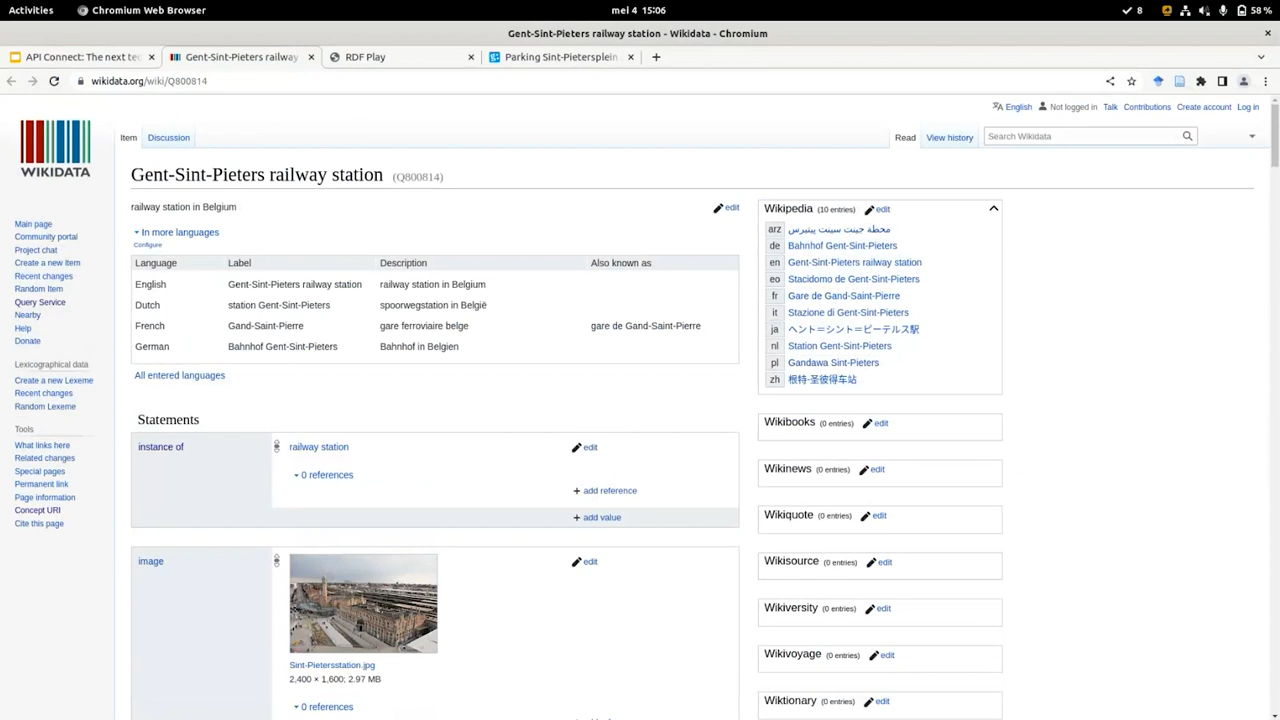 Activities
Chromium Web Browser
mei 4 15:06
8
58 %
Gent-Sint-Pieters railway station - Wikidata - Chromium
API Connect: The next te
Gent-Sint-Pieters railway
RDF Play
Parking Sint-Pietersplein
wikidata.org/wiki/Q800814
English Not logged in Talk Contributions Create account Log in
WIKIDATA
Item Discussion
Read View history
Search Wikidata
Gent-Sint-Pieters railway station (Q800814)
railway station in Belgium
edit
In more languages
Configure
Language Label Description Also known as
English Gent-Sint-Pieters railway station railway station in Belgium
Dutch station Gent-Sint-Pieters spoorwegstation in België
French Gand-Saint-Pierre gare ferroviaire belge gare de Gand-Saint-Pierre
German Bahnhof Gent-Sint-Pieters Bahnhof in Belgien
All entered languages
Main page
Community portal
Project chat
Create a new Item
Recent changes
Random Item
Query Service
Nearby
Help
Donate
Lexicographical data
Create a new Lexeme
Recent changes
Random Lexeme
Tools
What links here
Related changes
Special pages
Permanent link
Page information
Concept URI
Cite this page
Statements
instance of
railway station
edit
0 references
+ add reference
+ add value
image
edit
Sint-Pietersstation.jpg
2,400 × 1,600; 2.97 MB
0 references
Wikipedia (10 entries) edit
arz محطة جينت سينت بيتيرس
de Bahnhof Gent-Sint-Pieters
en Gent-Sint-Pieters railway station
eo Stacidomo de Gent-Sint-Pieters
fr Gare de Gand-Saint-Pierre
it Stazione di Gent-Sint-Pieters
ja ヘント＝シント＝ピーテルス駅
nl Station Gent-Sint-Pieters
pl Gandawa Sint-Pieters
zh 根特-圣彼得车站
Wikibooks (0 entries) edit
Wikinews (0 entries) edit
Wikiquote (0 entries) edit
Wikisource (0 entries) edit
Wikiversity (0 entries) edit
Wikivoyage (0 entries) edit
Wiktionary (0 entries) edit